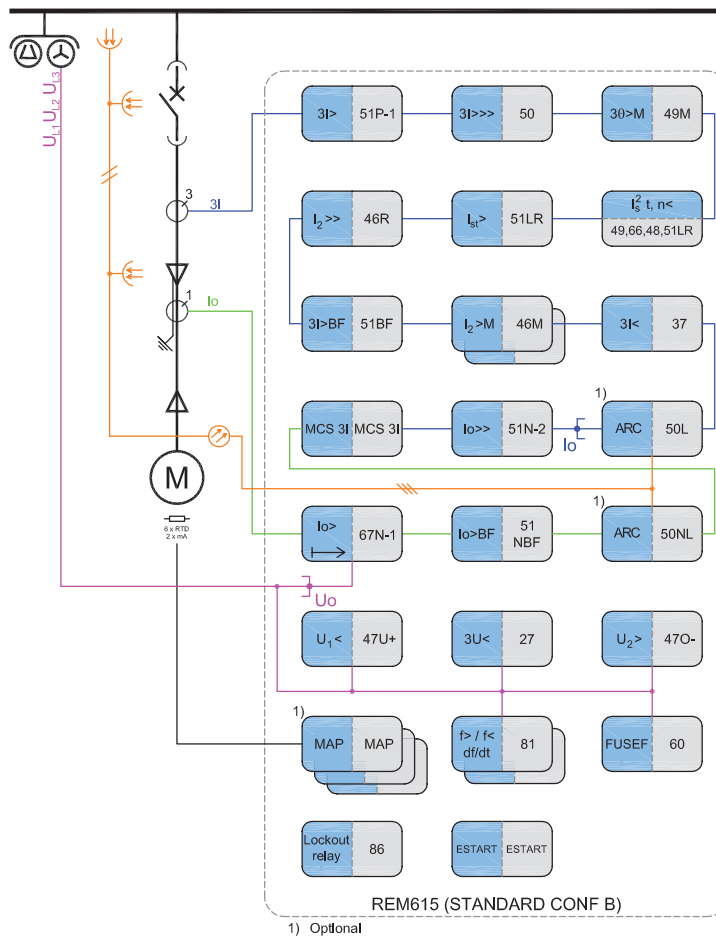 U_L1 U_L2 U_L3
3
3I
1
Io
M
6 x RTD
2 x mA
3I> 51P-1
3I>>> 50
3θ>M 49M
I₂>> 46R
Ist> 51LR
Is² t, n<
49,66,48,51LR
3I>BF 51BF
I₂>M 46M
3I< 37
MCS 3I MCS 3I
Io>> 51N-2
Io
1)
ARC 50L
Io> 67N-1
Io>BF 51 NBF
1)
ARC 50NL
Uo
U₁< 47U+
3U< 27
U₂> 47O-
1)
MAP MAP
f> / f<
df/dt 81
FUSEF 60
Lockout
relay 86
ESTART ESTART
REM615 (STANDARD CONF B)
1) Optional